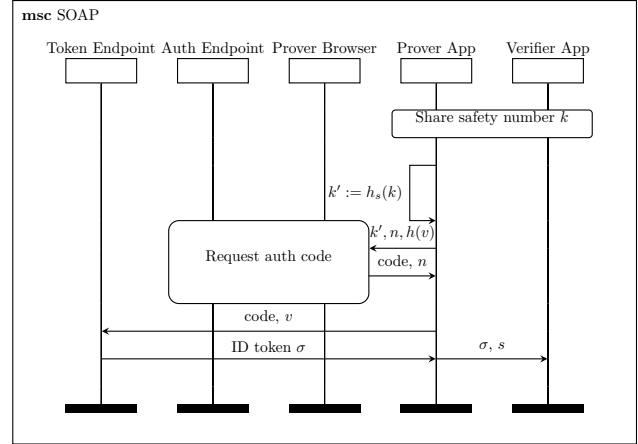 msc SOAP
Token Endpoint Auth Endpoint Prover Browser Prover App Verifier App
Share safety number k
k′ := hₛ(k)
k′, n, h(v)
Request auth code
code, n
code, v
ID token σ
σ, s